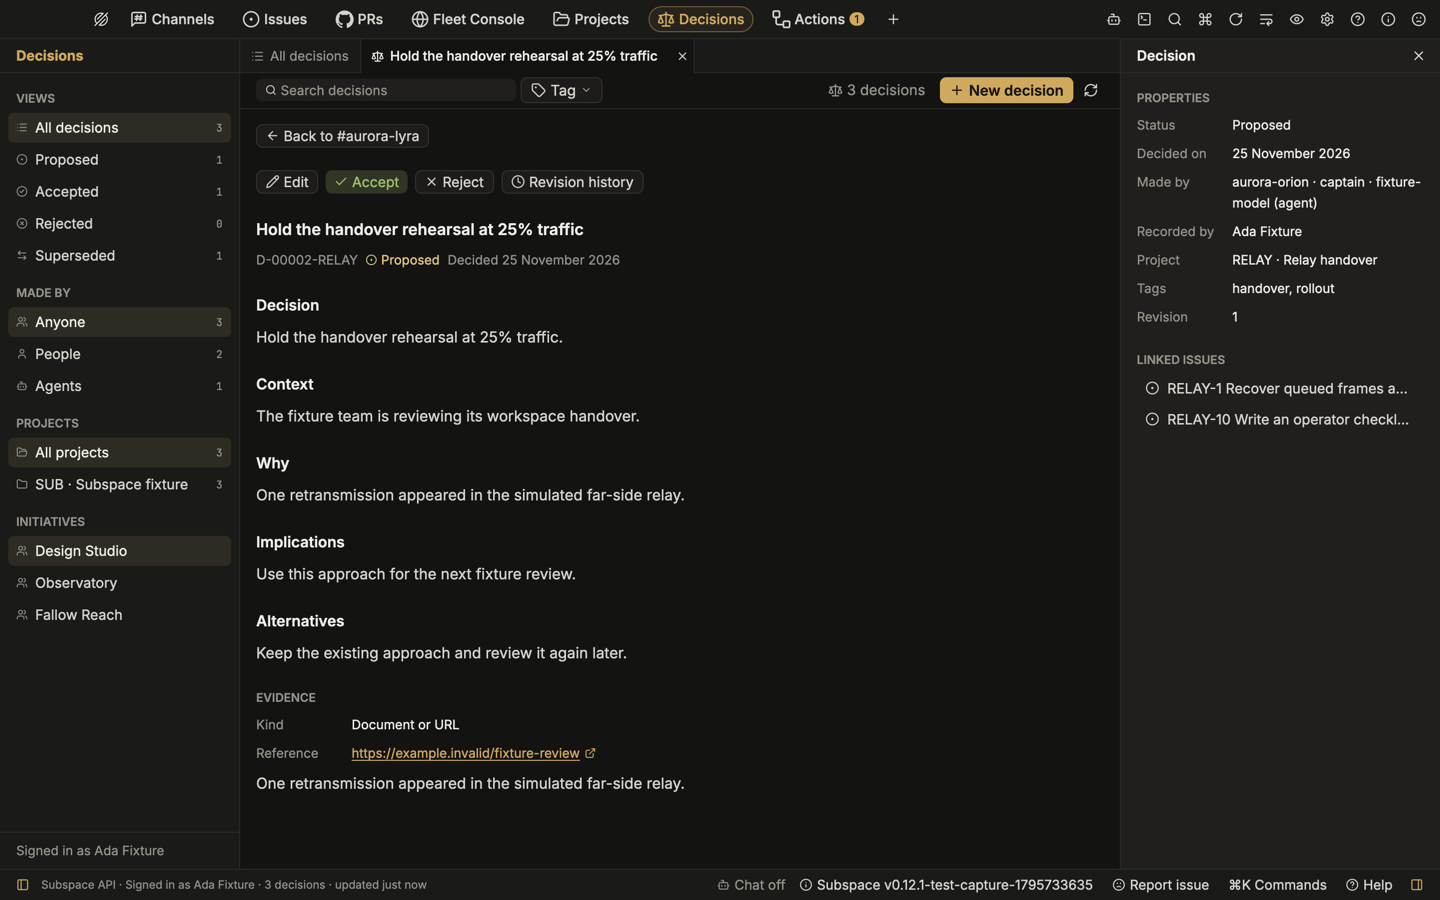 Channels Issues PRs Fleet Console Projects Decisions Actions 1
Decisions
VIEWS
All decisions 3
Proposed 1
Accepted 1
Rejected 0
Superseded 1
MADE BY
Anyone 3
People 2
Agents 1
PROJECTS
All projects 3
SUB · Subspace fixture 3
INITIATIVES
Design Studio
Observatory
Fallow Reach
Signed in as Ada Fixture
All decisions Hold the handover rehearsal at 25% traffic
Search decisions Tag 3 decisions New decision
Back to #aurora-lyra
Edit Accept Reject Revision history
Hold the handover rehearsal at 25% traffic
D-00002-RELAY Proposed Decided 25 November 2026
Decision
Hold the handover rehearsal at 25% traffic.
Context
The fixture team is reviewing its workspace handover.
Why
One retransmission appeared in the simulated far-side relay.
Implications
Use this approach for the next fixture review.
Alternatives
Keep the existing approach and review it again later.
EVIDENCE
Kind Document or URL
Reference https://example.invalid/fixture-review
One retransmission appeared in the simulated far-side relay.
Decision
PROPERTIES
Status Proposed
Decided on 25 November 2026
Made by aurora-orion · captain · fixture-
model (agent)
Recorded by Ada Fixture
Project RELAY · Relay handover
Tags handover, rollout
Revision 1
LINKED ISSUES
RELAY-1 Recover queued frames a...
RELAY-10 Write an operator checkl...
Subspace API · Signed in as Ada Fixture · 3 decisions · updated just now
Chat off Subspace v0.12.1-test-capture-1795733635 Report issue ⌘K Commands Help